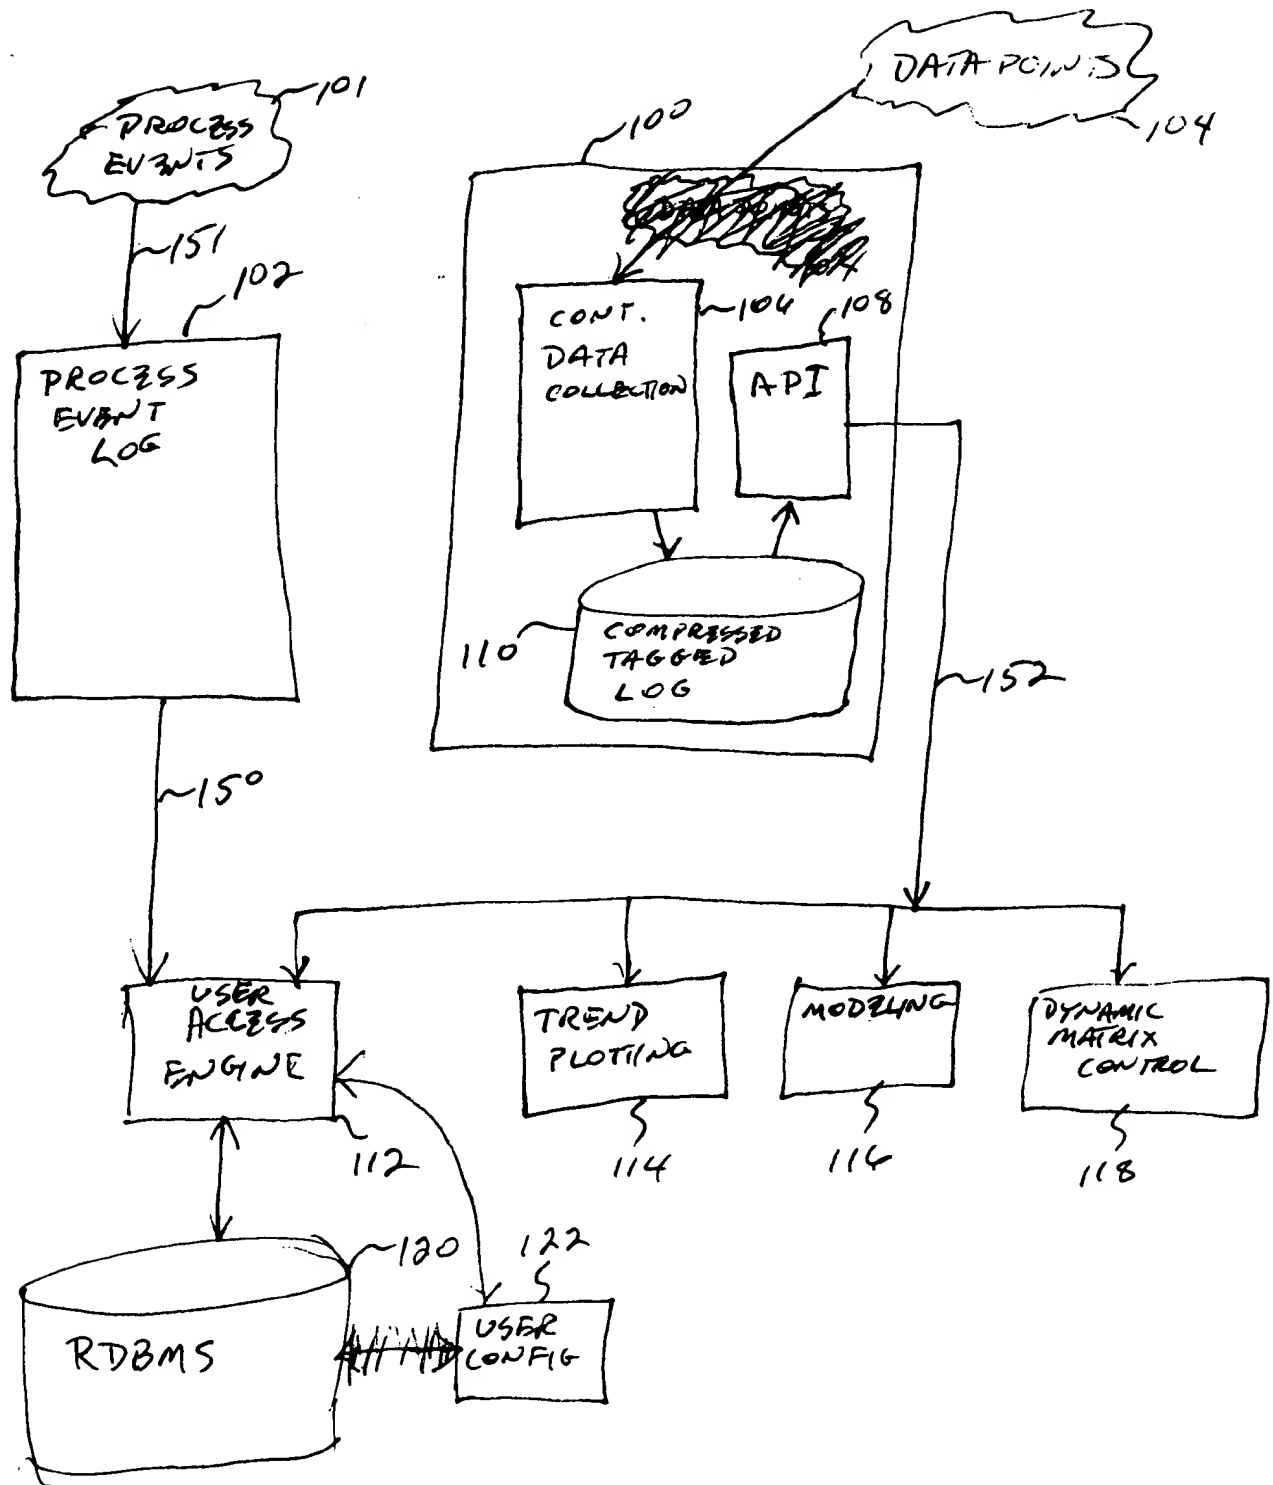 101
PROCESS
EVENTS
DATA POINTS
104
100
151
102
PROCESS
EVENT
LOG
CONT.
DATA
COLLECTION
106
108
API
110
COMPRESSED
TAGGED
LOG
152
150
USER
ACCESS
ENGINE
112
TREND
PLOTTING
114
MODELING
116
DYNAMIC
MATRIX
CONTROL
118
120
RDBMS
122
USER
CONFIG